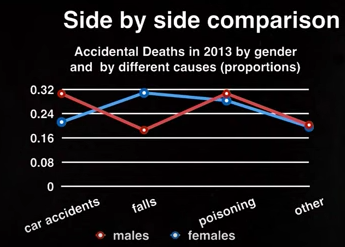 Side by side comparison
Accidental Deaths in 2013 by gender
and by different causes (proportions)
0.32
0.24
0.16
0.08
0
car accidents
falls
poisoning
other
males
females